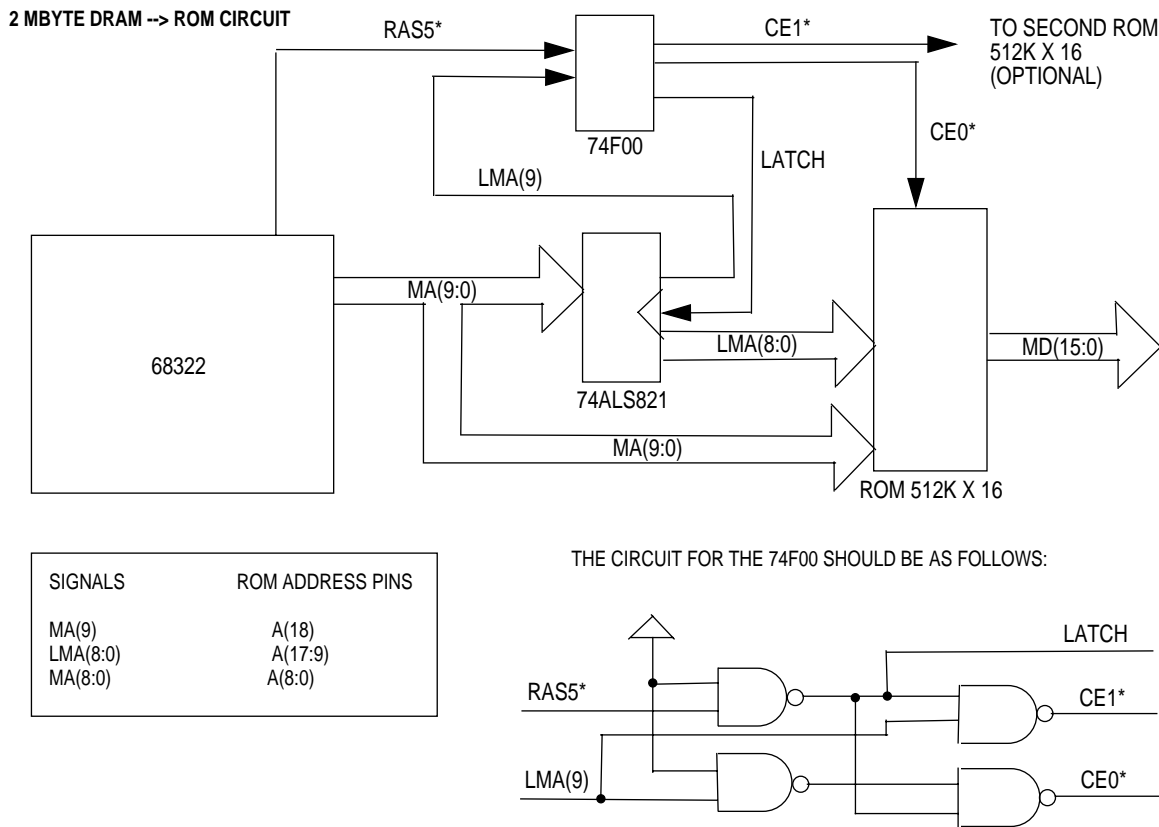 2 MBYTE DRAM --> ROM CIRCUIT
RAS5*
CE1*
TO SECOND ROM
512K X 16
(OPTIONAL)
74F00
CE0*
LATCH
LMA(9)
MA(9:0)
68322
LMA(8:0)
MD(15:0)
74ALS821
MA(9:0)
ROM 512K X 16
SIGNALS ROM ADDRESS PINS
MA(9) A(18)
LMA(8:0) A(17:9)
MA(8:0) A(8:0)
THE CIRCUIT FOR THE 74F00 SHOULD BE AS FOLLOWS:
LATCH
RAS5*
CE1*
LMA(9)
CE0*